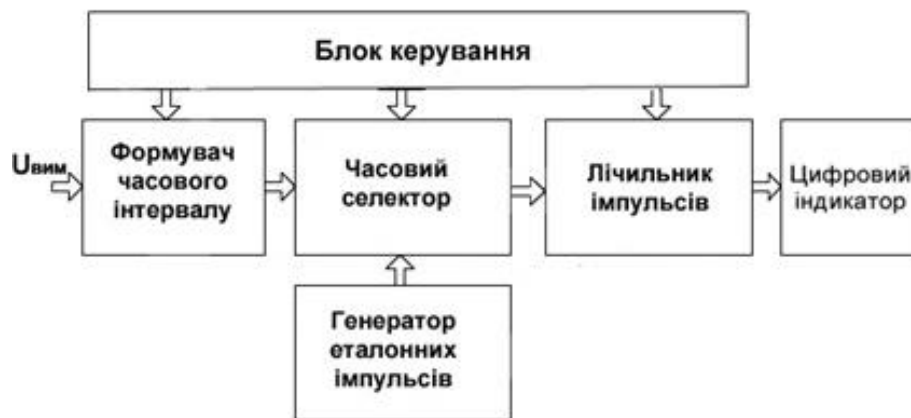 Блок керування
Uвим
Формувач
часового
інтервалу
Часовий
селектор
Лічильник
імпульсів
Цифровий
індикатор
Генератор
еталонних
імпульсів